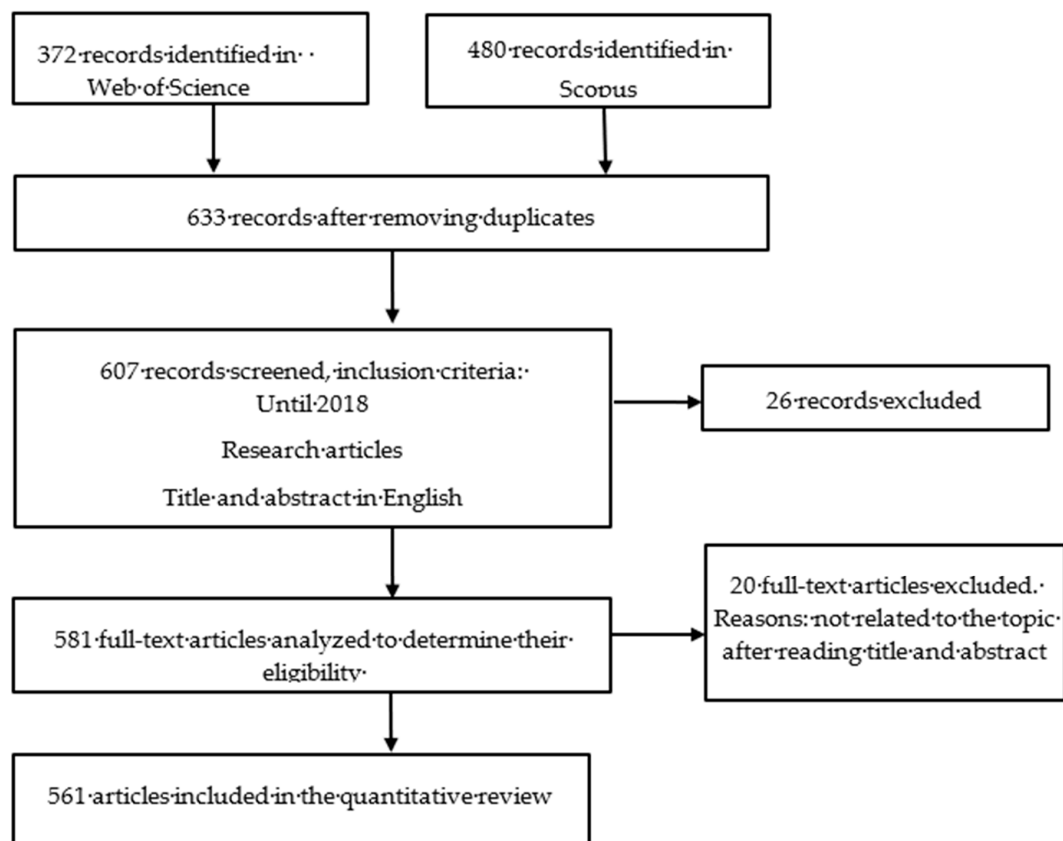 372·records·identified·in··
Web·of·Science
480·records·identified·in·
Scopus
633·records·after·removing·duplicates
607·records·screened,·inclusion·criteria:·
Until·2018
Research·articles
Title·and·abstract·in·English
26·records·excluded
581·full-text·articles·analyzed·to·determine·their·
eligibility·
20·full-text·articles·excluded.·
Reasons:·not·related·to·the·topic·
after·reading·title·and·abstract
561·articles·included·in·the·quantitative·review